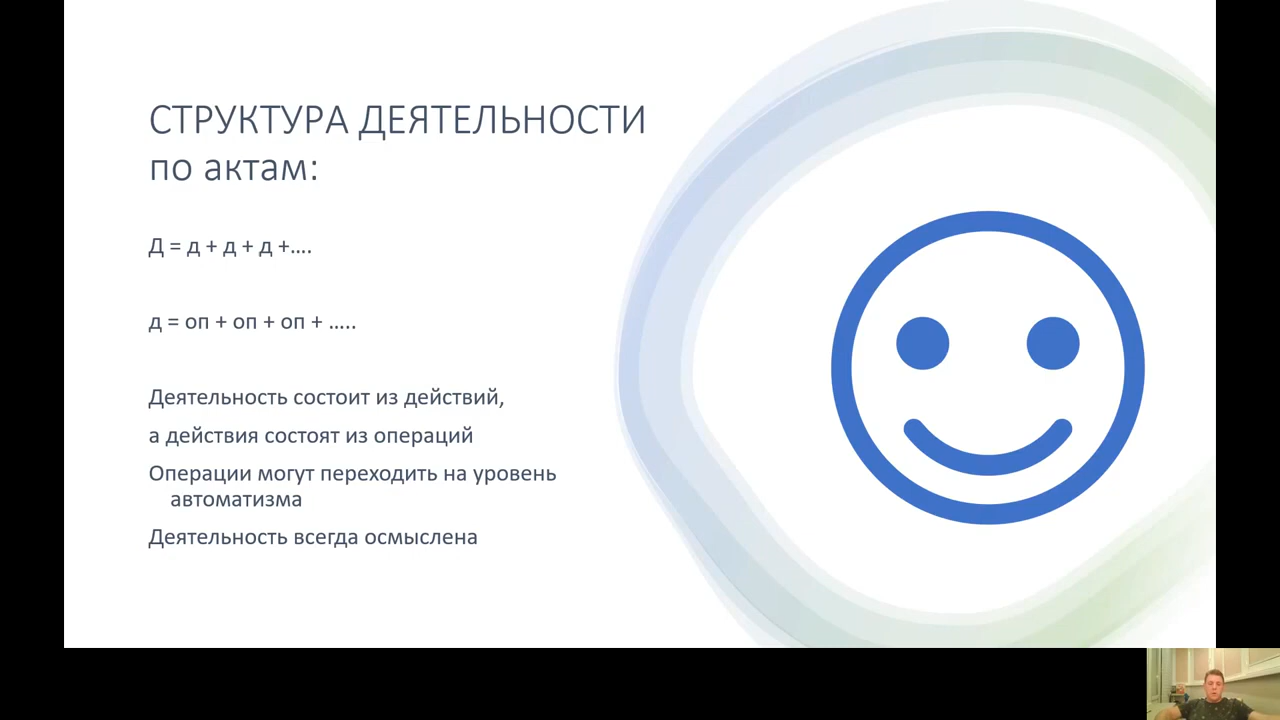 СТРУКТУРА ДЕЯТЕЛЬНОСТИ
по актам:
Д = д + д + д +....
д = оп + оп + оп + .....
Деятельность состоит из действий,
а действия состоят из операций
Операции могут переходить на уровень
автоматизма
Деятельность всегда осмыслена